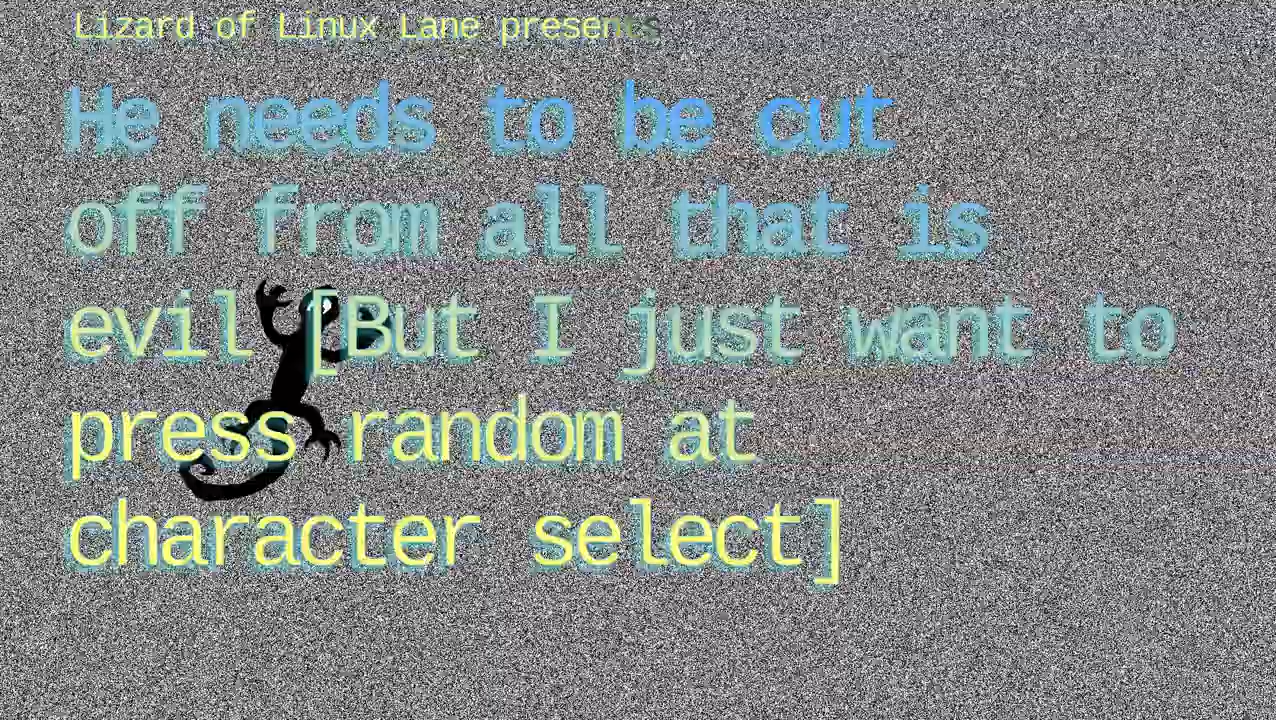 Lizard of Linux Lane presents
He needs to be cut
off from all that is
evil [But I just want to
press random at
character select]